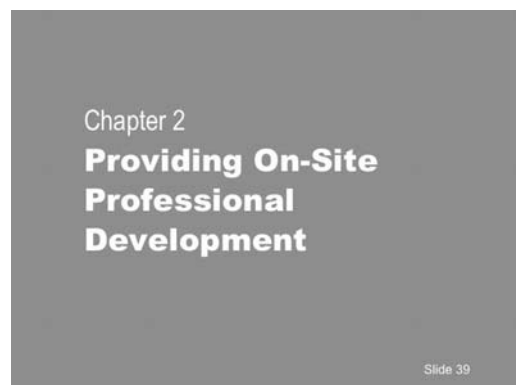 Chapter 2
Providing On-Site
Professional
Development
Slide 39